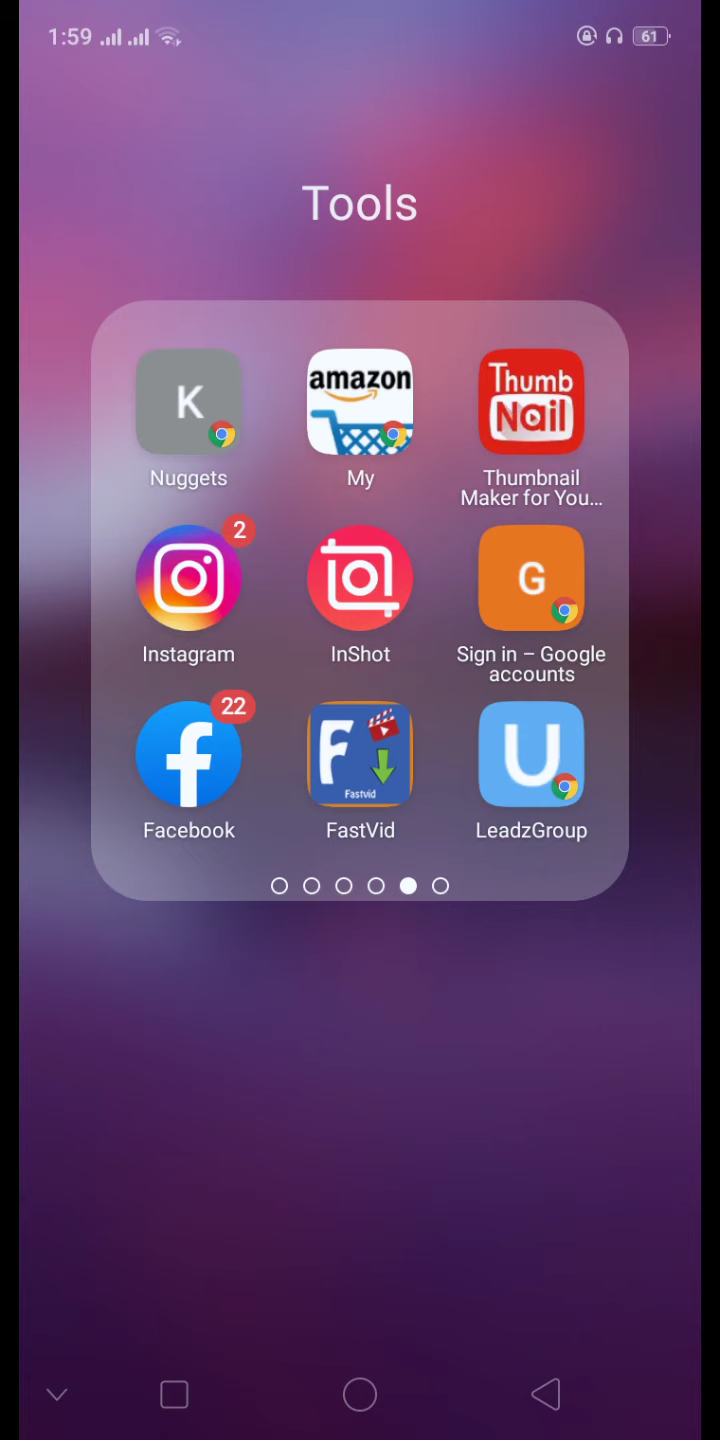 1:59
61
Tools
K
amazon
Thumb
Nail
Nuggets
My
Thumbnail
Maker for You...
2
G
Instagram
InShot
Sign in – Google
accounts
22
f
F
Fastvid
U
Facebook
FastVid
LeadzGroup